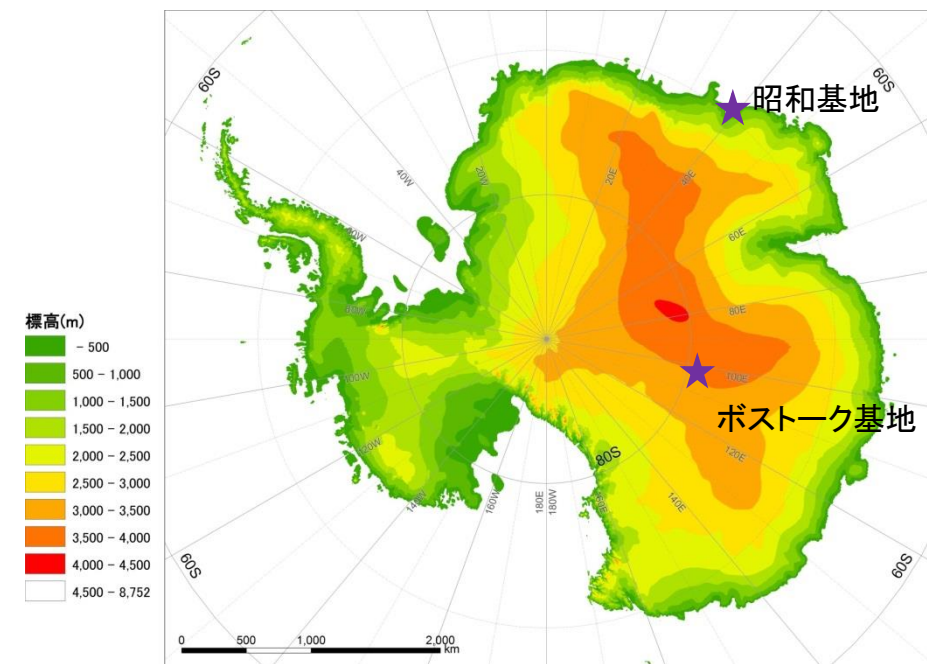 60S
60S
昭和基地
40W
20W
20E
40E
60W
60E
80W
80E
標高(m)
- 500
500 - 1,000
1,000 - 1,500
1,500 - 2,000
2,000 - 2,500
2,500 - 3,000
3,000 - 3,500
3,500 - 4,000
4,000 - 4,500
4,500 - 8,752
100W
100E
ボストーク基地
120W
120E
80S
140W
160W
180E
180W
140E
60S
60S
0
500
1,000
2,000
km